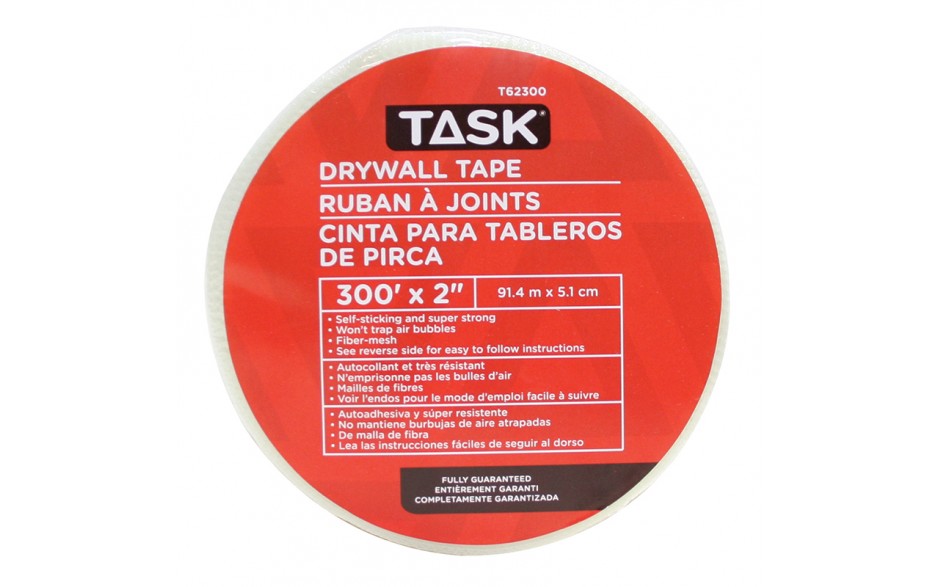 T62300
TASK®
DRYWALL TAPE
RUBAN À JOINTS
CINTA PARA TABLEROS
DE PIRCA
300' x 2"
91.4 m x 5.1 cm
• Self-sticking and super strong
• Won't trap air bubbles
• Fiber-mesh
• See reverse side for easy to follow instructions
• Autocollant et très résistant
• N'emprisonne pas les bulles d'air
• Mailles de fibres
• Voir l'endos pour le mode d'emploi facile à suivre
• Autoadhesiva y súper resistente
• No mantiene burbujas de aire atrapadas
• De malla de fibra
• Lea las instrucciones fáciles de seguir al dorso
FULLY GUARANTEED
ENTIÈREMENT GARANTI
COMPLETAMENTE GARANTIZADA